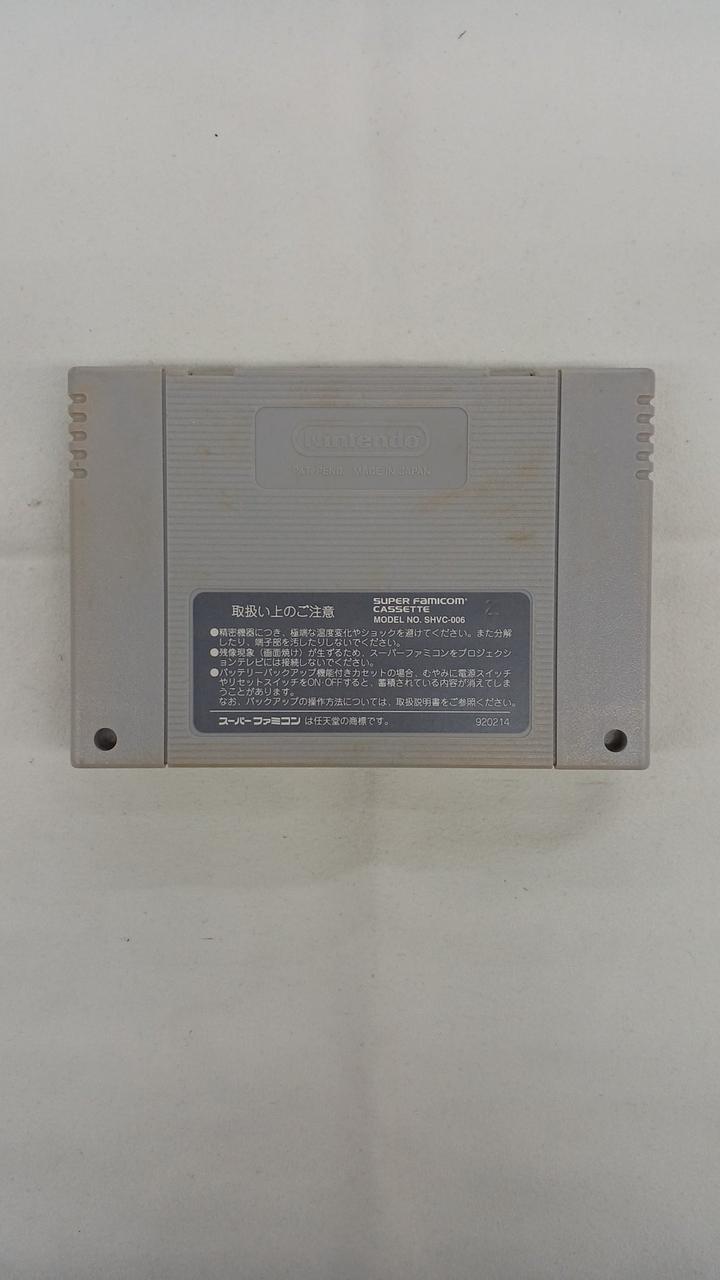 Nintendo
PAT. PEND. MADE IN JAPAN
取扱い上のご注意
SUPER FAMICOM
CASSETTE
MODEL NO. SHVC-006
2
●精密機器につき、極端な温度変化やショックを避けてください。また分解
したり、端子部を汚したりしないでください。
●残像現象(画面焼け)が生ずるため、スーパーファミコンをプロジェクシ
ョンテレビには接続しないでください。
●バッテリーバックアップ機能付きカセットの場合、むやみに電源スイッチ
やリセットスイッチをON・OFFすると、蓄積されている内容が消えてしま
うことがあります。
なお、バックアップの操作方法については、取扱説明書をご参照ください。
スーパーファミコン は任天堂の商標です。
920214